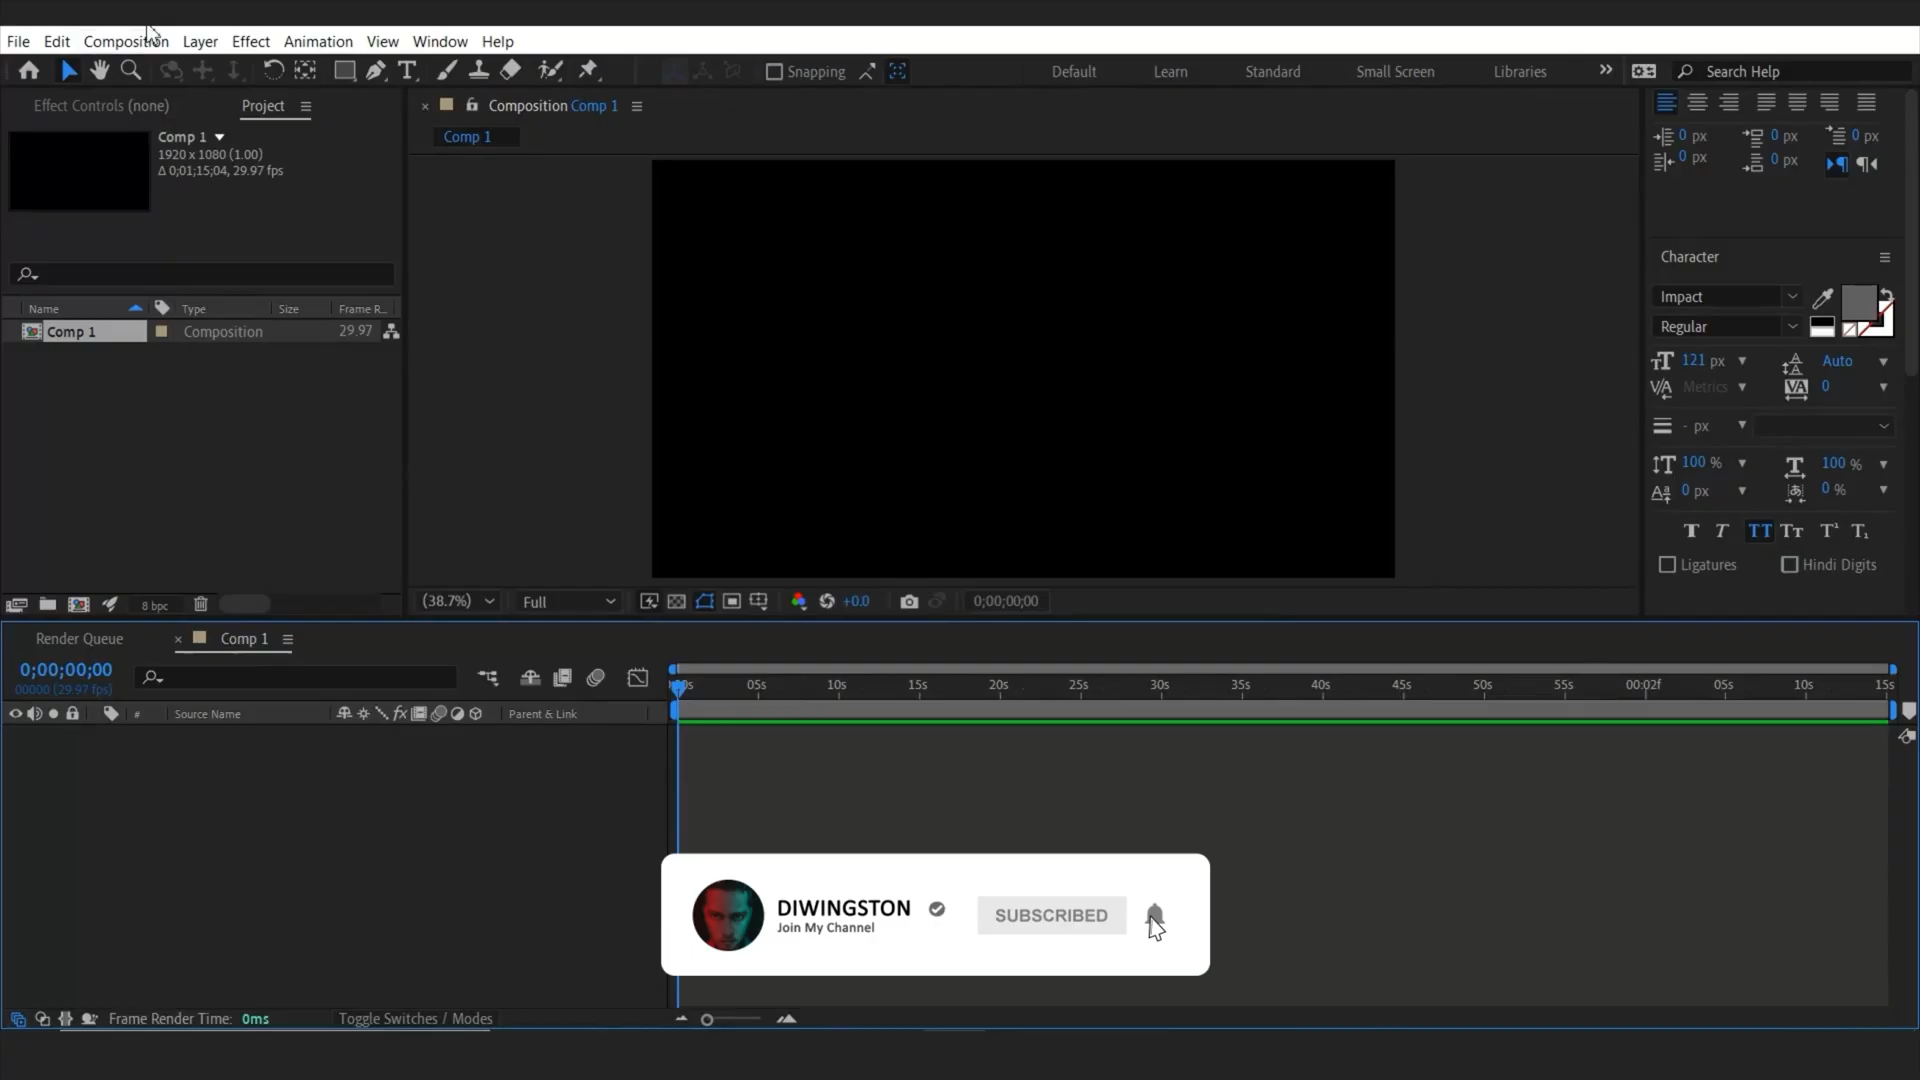 File Edit Composition Layer Effect Animation View Window Help
Snapping Default Learn Standard Small Screen Libraries Search Help
Effect Controls (none) Project
Comp 1
1920 x 1080 (1.00)
Δ 0;01;15;04, 29.97 fps
Name Type Size Frame R...
Comp 1 Composition 29.97
8 bpc
Composition Comp 1
Comp 1
(38.7%) Full +0.0 0;00;00;00
0 px 0 px 0 px
0 px 0 px
Character
Impact
Regular
121 px Auto
Metrics 0
- px
100 % 100 %
0 px 0 %
Ligatures Hindi Digits
Render Queue Comp 1
0;00;00;00
00000 (29.97 fps)
05s 10s 15s 20s 25s 30s 35s 40s 45s 50s 55s 00:02f 05s 10s 15s
# Source Name Parent & Link
DIWINGSTON
Join My Channel
SUBSCRIBED
Frame Render Time: 0ms Toggle Switches / Modes